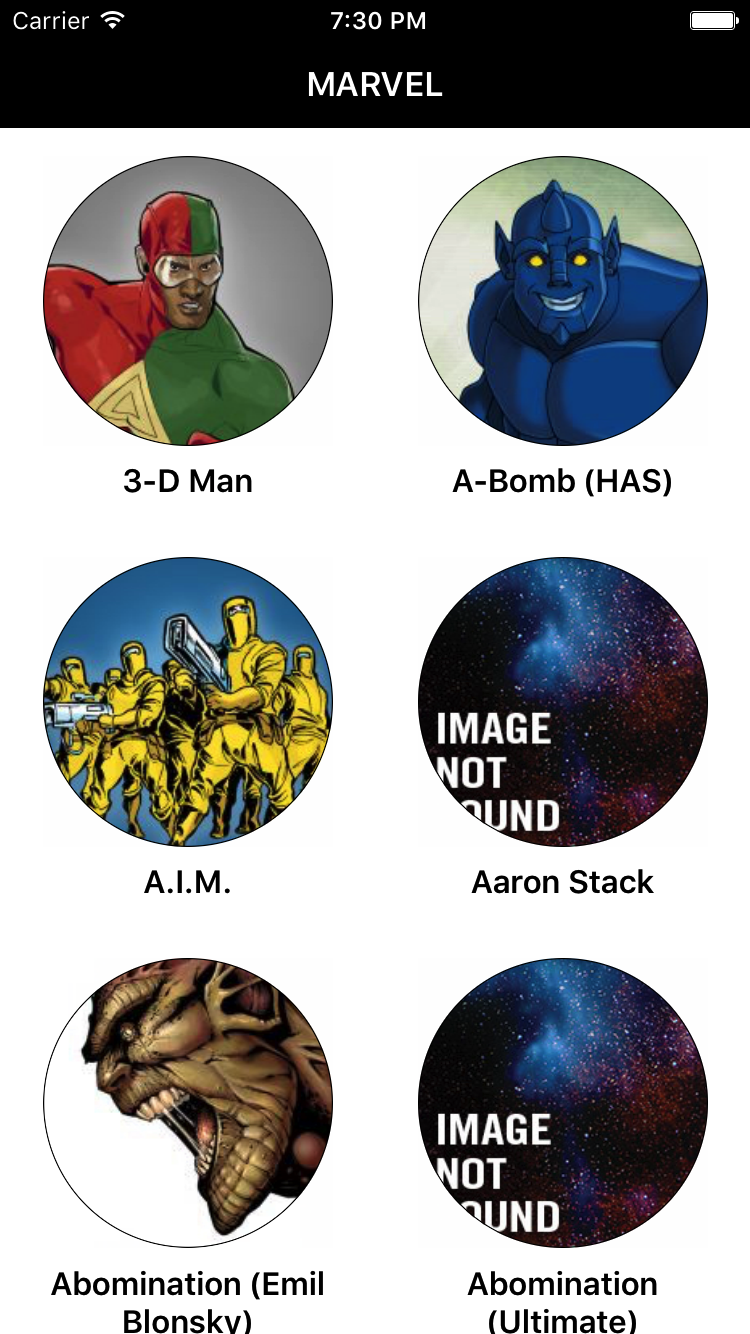 Carrier 7:30 PM
MARVEL
3-D Man
A-Bomb (HAS)
IMAGE
NOT
OUND
A.I.M.
Aaron Stack
IMAGE
NOT
OUND
Abomination (Emil
Blonsky)
Abomination
(Ultimate)